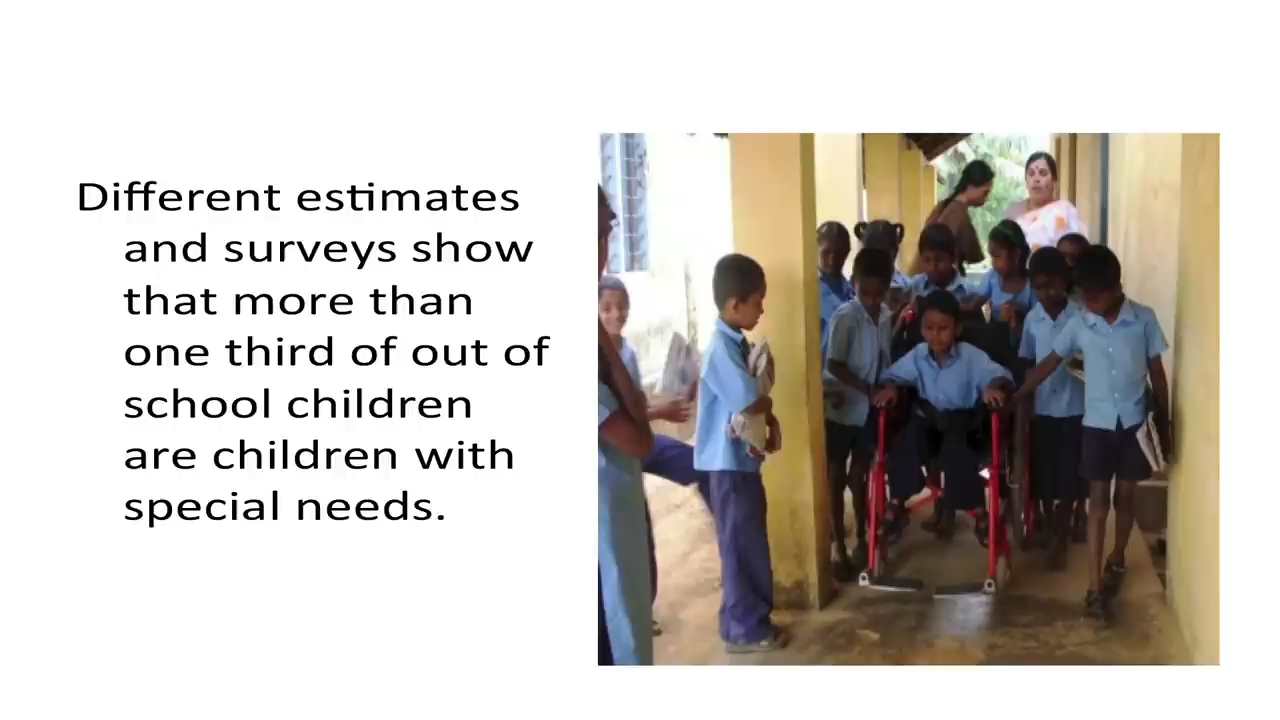 Different estimates
and surveys show
that more than
one third of out of
school children
are children with
special needs.